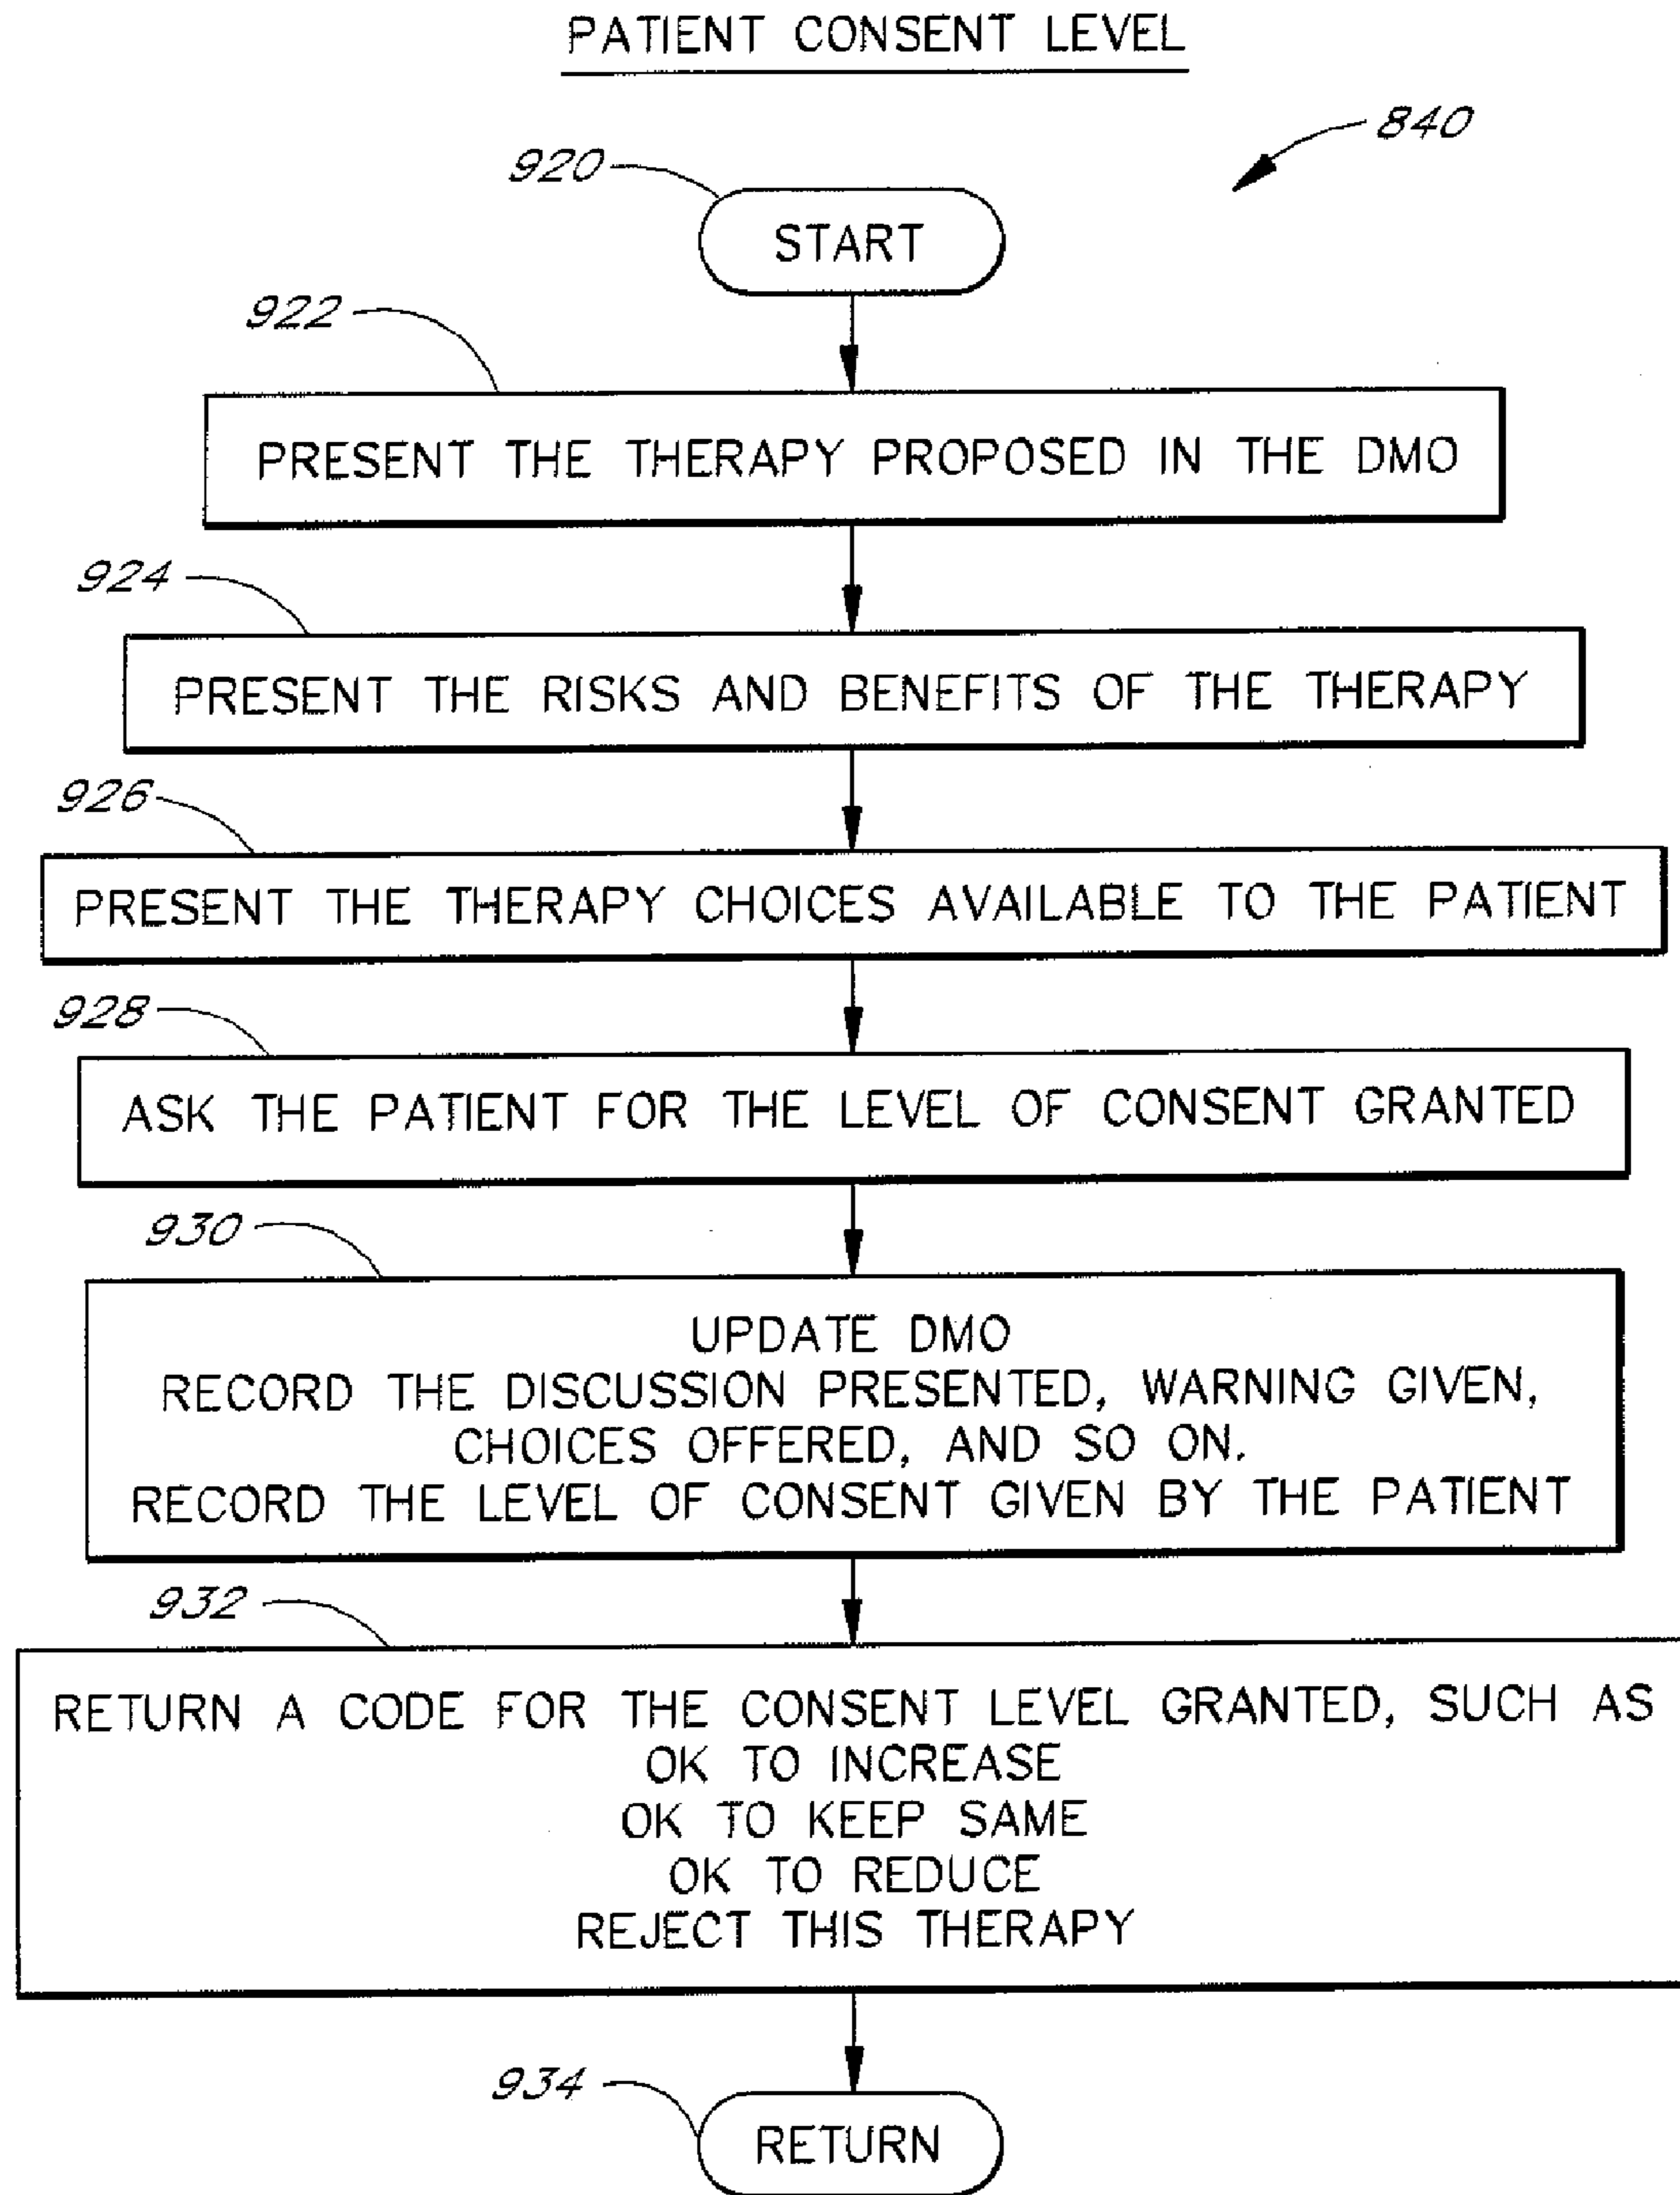 PATIENT CONSENT LEVEL
840
920
START
922
PRESENT THE THERAPY PROPOSED IN THE DMO
924
PRESENT THE RISKS AND BENEFITS OF THE THERAPY
926
PRESENT THE THERAPY CHOICES AVAILABLE TO THE PATIENT
928
ASK THE PATIENT FOR THE LEVEL OF CONSENT GRANTED
930
UPDATE DMO
RECORD THE DISCUSSION PRESENTED, WARNING GIVEN,
CHOICES OFFERED, AND SO ON.
RECORD THE LEVEL OF CONSENT GIVEN BY THE PATIENT
932
RETURN A CODE FOR THE CONSENT LEVEL GRANTED, SUCH AS
OK TO INCREASE
OK TO KEEP SAME
OK TO REDUCE
REJECT THIS THERAPY
934
RETURN